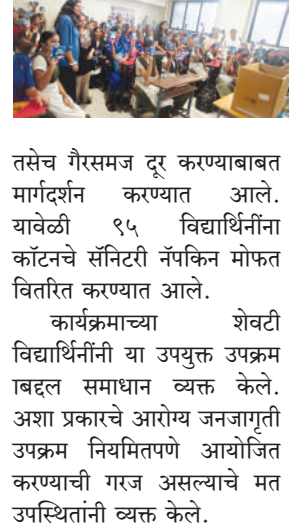 तसेच गैरसमज दूर करण्याबाबत
मार्गदर्शन करण्यात आले.
यावेळी ९५ विद्यार्थिनींना
कॉटनचे सॅनिटरी नॅपकिन मोफत
वितरित करण्यात आले.
कार्यक्रमाच्या शेवटी
विद्यार्थिनींनी या उपयुक्त उपक्रम
ाबद्दल समाधान व्यक्त केले.
अशा प्रकारचे आरोग्य जनजागृती
उपक्रम नियमितपणे आयोजित
करण्याची गरज असल्याचे मत
उपस्थितांनी व्यक्त केले.